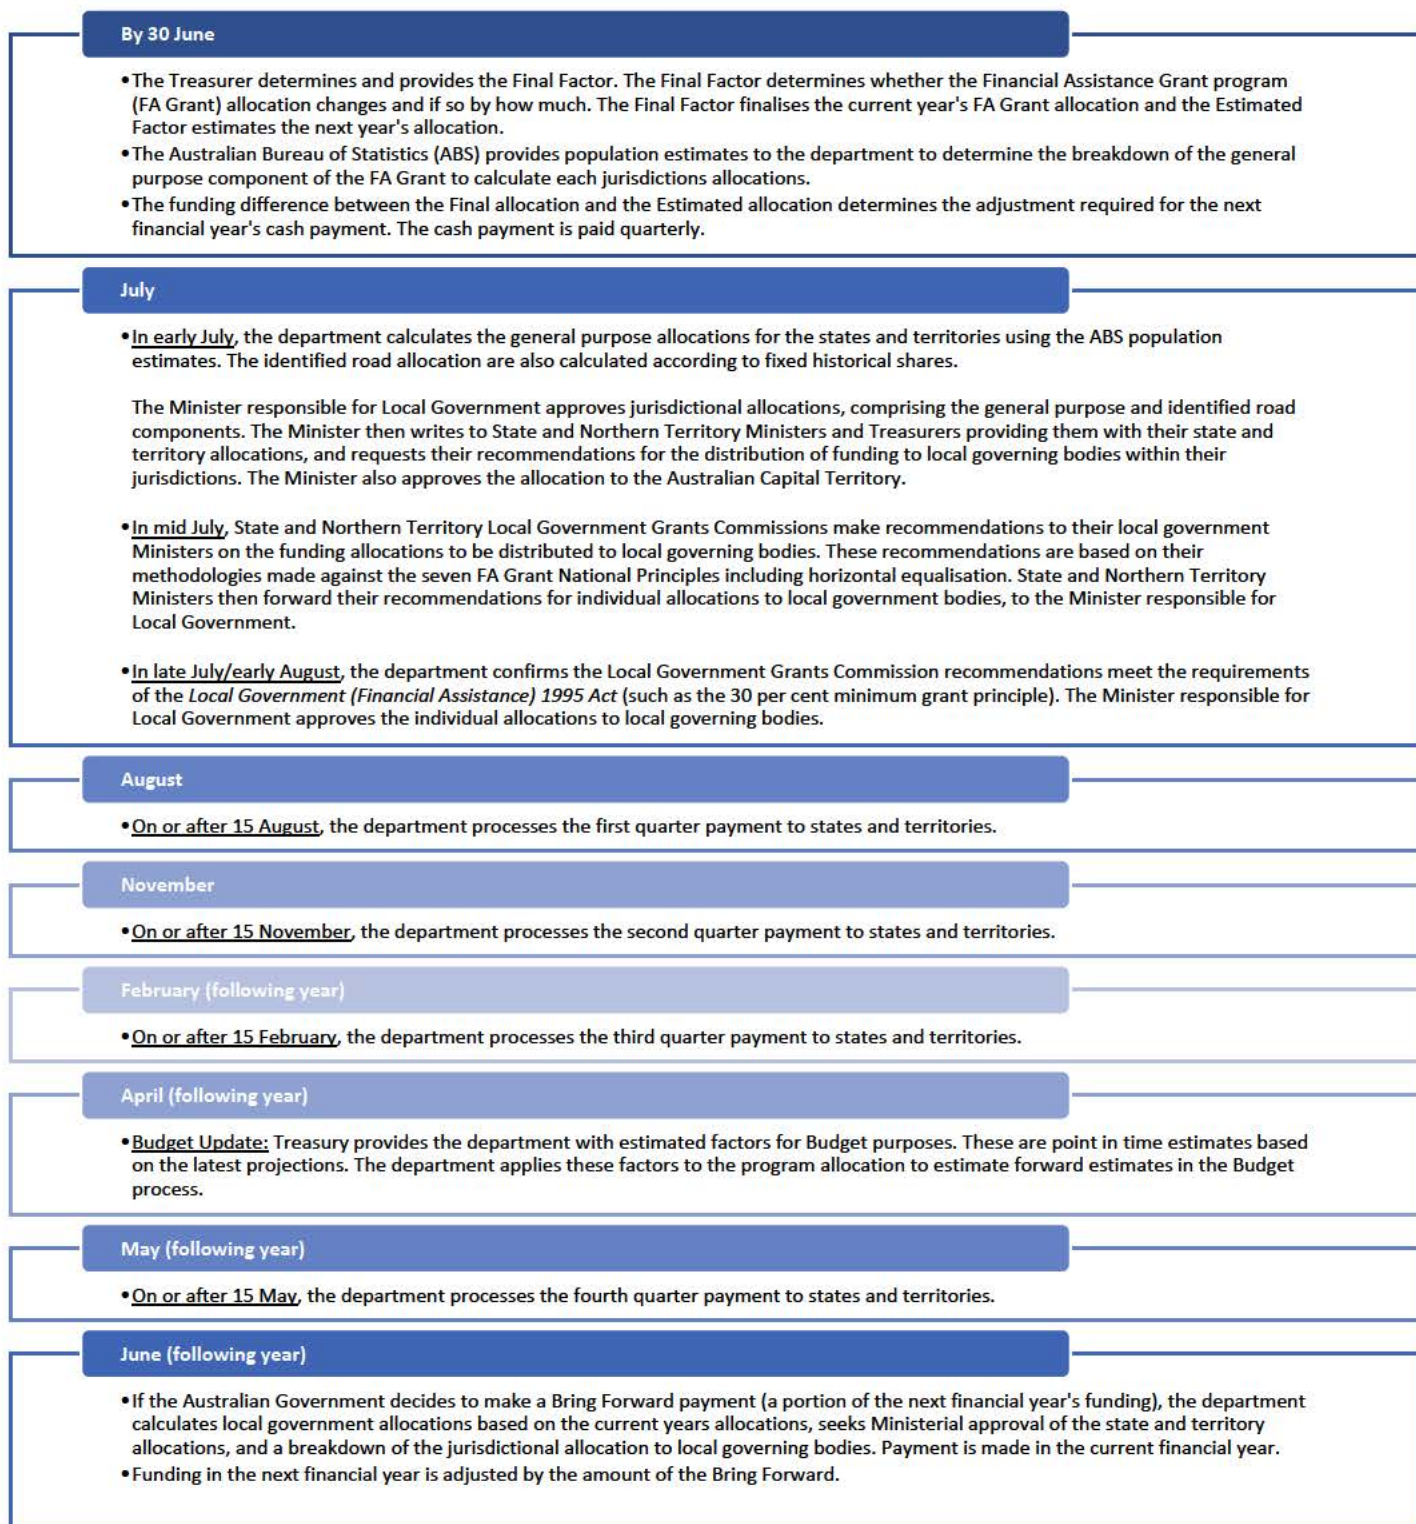 By 30 June
•The Treasurer determines and provides the Final Factor. The Final Factor determines whether the Financial Assistance Grant program
(FA Grant) allocation changes and if so by how much. The Final Factor finalises the current year's FA Grant allocation and the Estimated
Factor estimates the next year's allocation.
•The Australian Bureau of Statistics (ABS) provides population estimates to the department to determine the breakdown of the general
purpose component of the FA Grant to calculate each jurisdictions allocations.
•The funding difference between the Final allocation and the Estimated allocation determines the adjustment required for the next
financial year's cash payment. The cash payment is paid quarterly.
July
•In early July, the department calculates the general purpose allocations for the states and territories using the ABS population
estimates. The identified road allocation are also calculated according to fixed historical shares.
The Minister responsible for Local Government approves jurisdictional allocations, comprising the general purpose and identified road
components. The Minister then writes to State and Northern Territory Ministers and Treasurers providing them with their state and
territory allocations, and requests their recommendations for the distribution of funding to local governing bodies within their
jurisdictions. The Minister also approves the allocation to the Australian Capital Territory.
•In mid July, State and Northern Territory Local Government Grants Commissions make recommendations to their local government
Ministers on the funding allocations to be distributed to local governing bodies. These recommendations are based on their
methodologies made against the seven FA Grant National Principles including horizontal equalisation. State and Northern Territory
Ministers then forward their recommendations for individual allocations to local government bodies, to the Minister responsible for
Local Government.
•In late July/early August, the department confirms the Local Government Grants Commission recommendations meet the requirements
of the Local Government (Financial Assistance) 1995 Act (such as the 30 per cent minimum grant principle). The Minister responsible for
Local Government approves the individual allocations to local governing bodies.
August
•On or after 15 August, the department processes the first quarter payment to states and territories.
November
•On or after 15 November, the department processes the second quarter payment to states and territories.
February (following year)
•On or after 15 February, the department processes the third quarter payment to states and territories.
April (following year)
•Budget Update: Treasury provides the department with estimated factors for Budget purposes. These are point in time estimates based
on the latest projections. The department applies these factors to the program allocation to estimate forward estimates in the Budget
process.
May (following year)
•On or after 15 May, the department processes the fourth quarter payment to states and territories.
June (following year)
•If the Australian Government decides to make a Bring Forward payment (a portion of the next financial year's funding), the department
calculates local government allocations based on the current years allocations, seeks Ministerial approval of the state and territory
allocations, and a breakdown of the jurisdictional allocation to local governing bodies. Payment is made in the current financial year.
•Funding in the next financial year is adjusted by the amount of the Bring Forward.